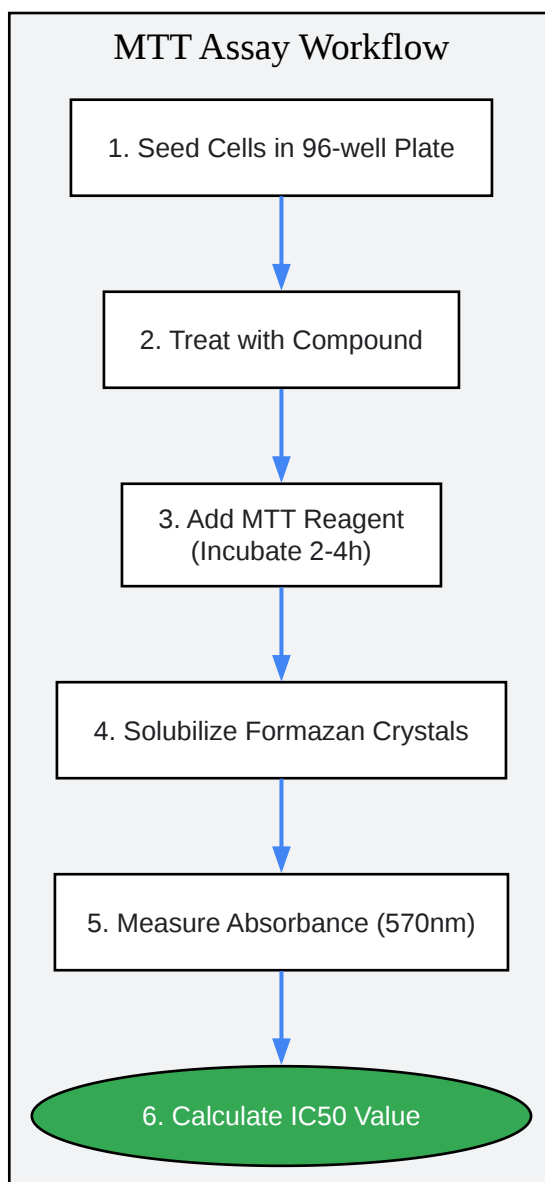 MTT Assay Workflow
1. Seed Cells in 96-well Plate
2. Treat with Compound
3. Add MTT Reagent
(Incubate 2-4h)
4. Solubilize Formazan Crystals
5. Measure Absorbance (570nm)
6. Calculate IC50 Value